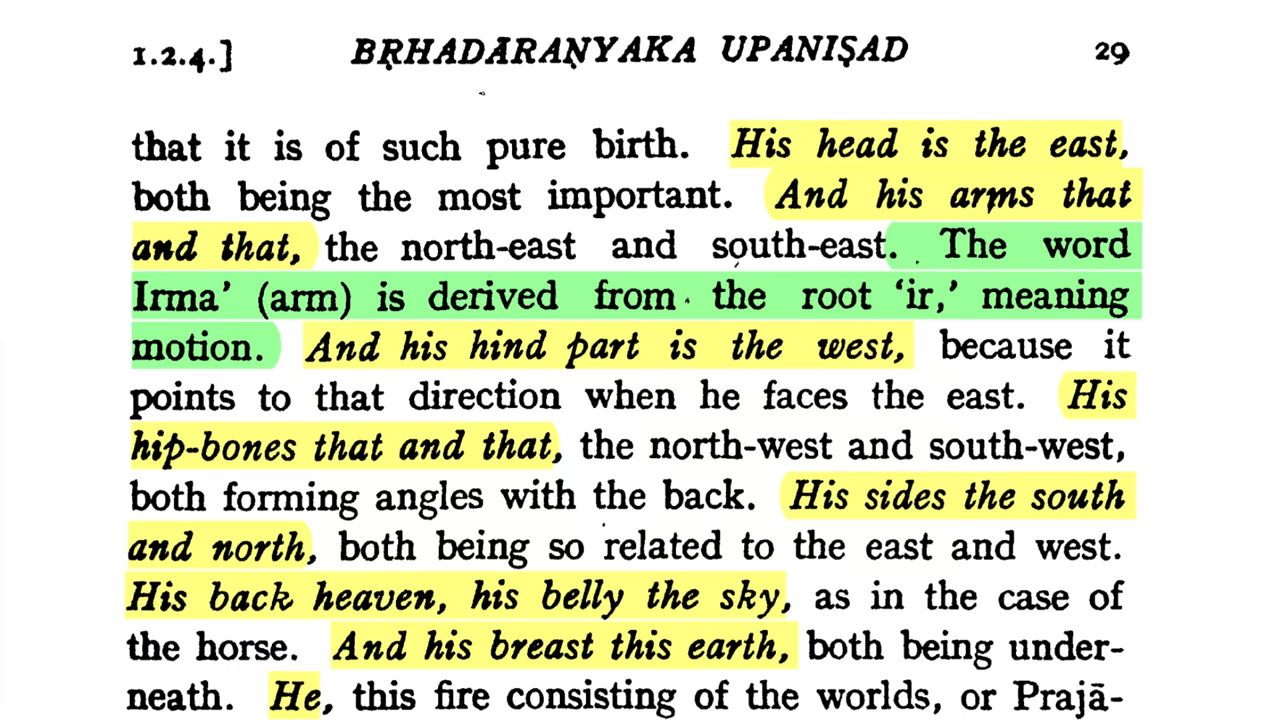 1.2.4.] BṚHADĀRAṆYAKA UPANIṢAD 29
that it is of such pure birth. His head is the east,
both being the most important. And his arms that
and that, the north-east and south-east. The word
Irma’ (arm) is derived from the root ‘ir,’ meaning
motion. And his hind part is the west, because it
points to that direction when he faces the east. His
hip-bones that and that, the north-west and south-west,
both forming angles with the back. His sides the south
and north, both being so related to the east and west.
His back heaven, his belly the sky, as in the case of
the horse. And his breast this earth, both being under-
neath. He, this fire consisting of the worlds, or Prajā-